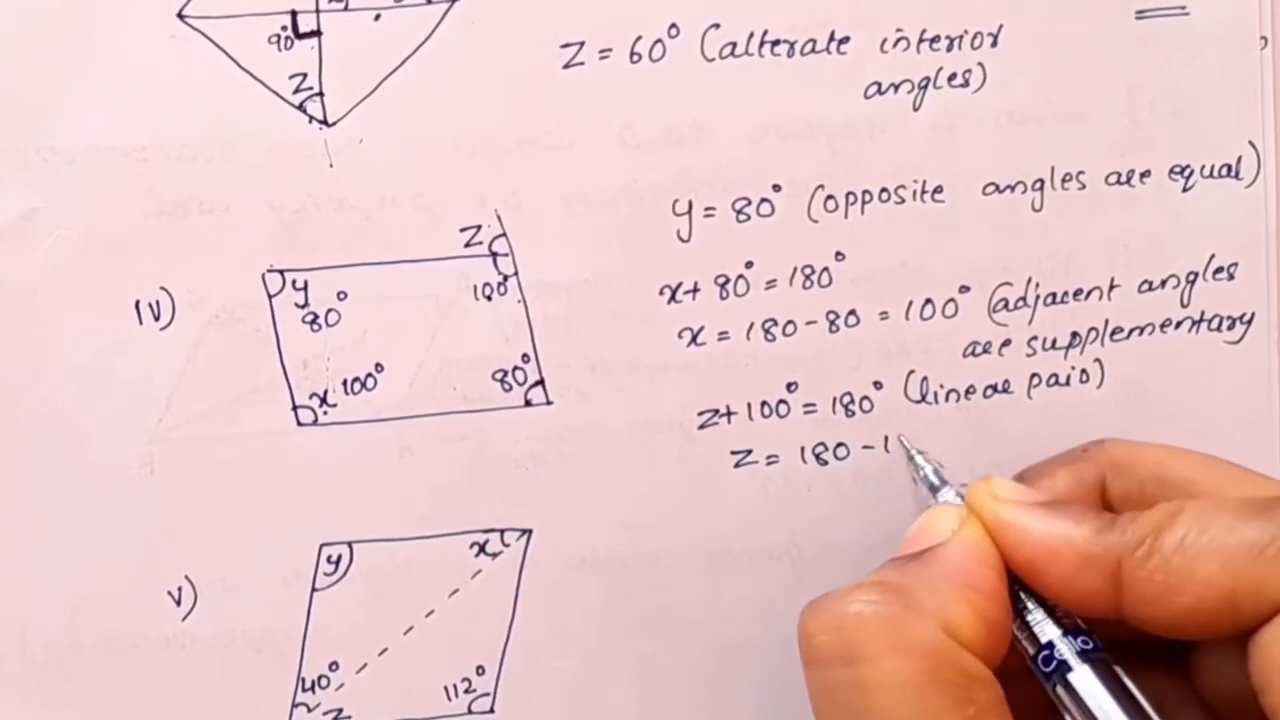 90°
Z
Z = 60° (alterate interior
angles)
y = 80° (opposite angles are equal)
x + 80° = 180°
x = 180 - 80 = 100° (adjacent angles
are supplementary
z + 100° = 180° (linear pair)
z = 180 - 1
iv)
Z
y
80°
100°
x 100°
80°
v)
y
x
40°
Z
112°
Cello